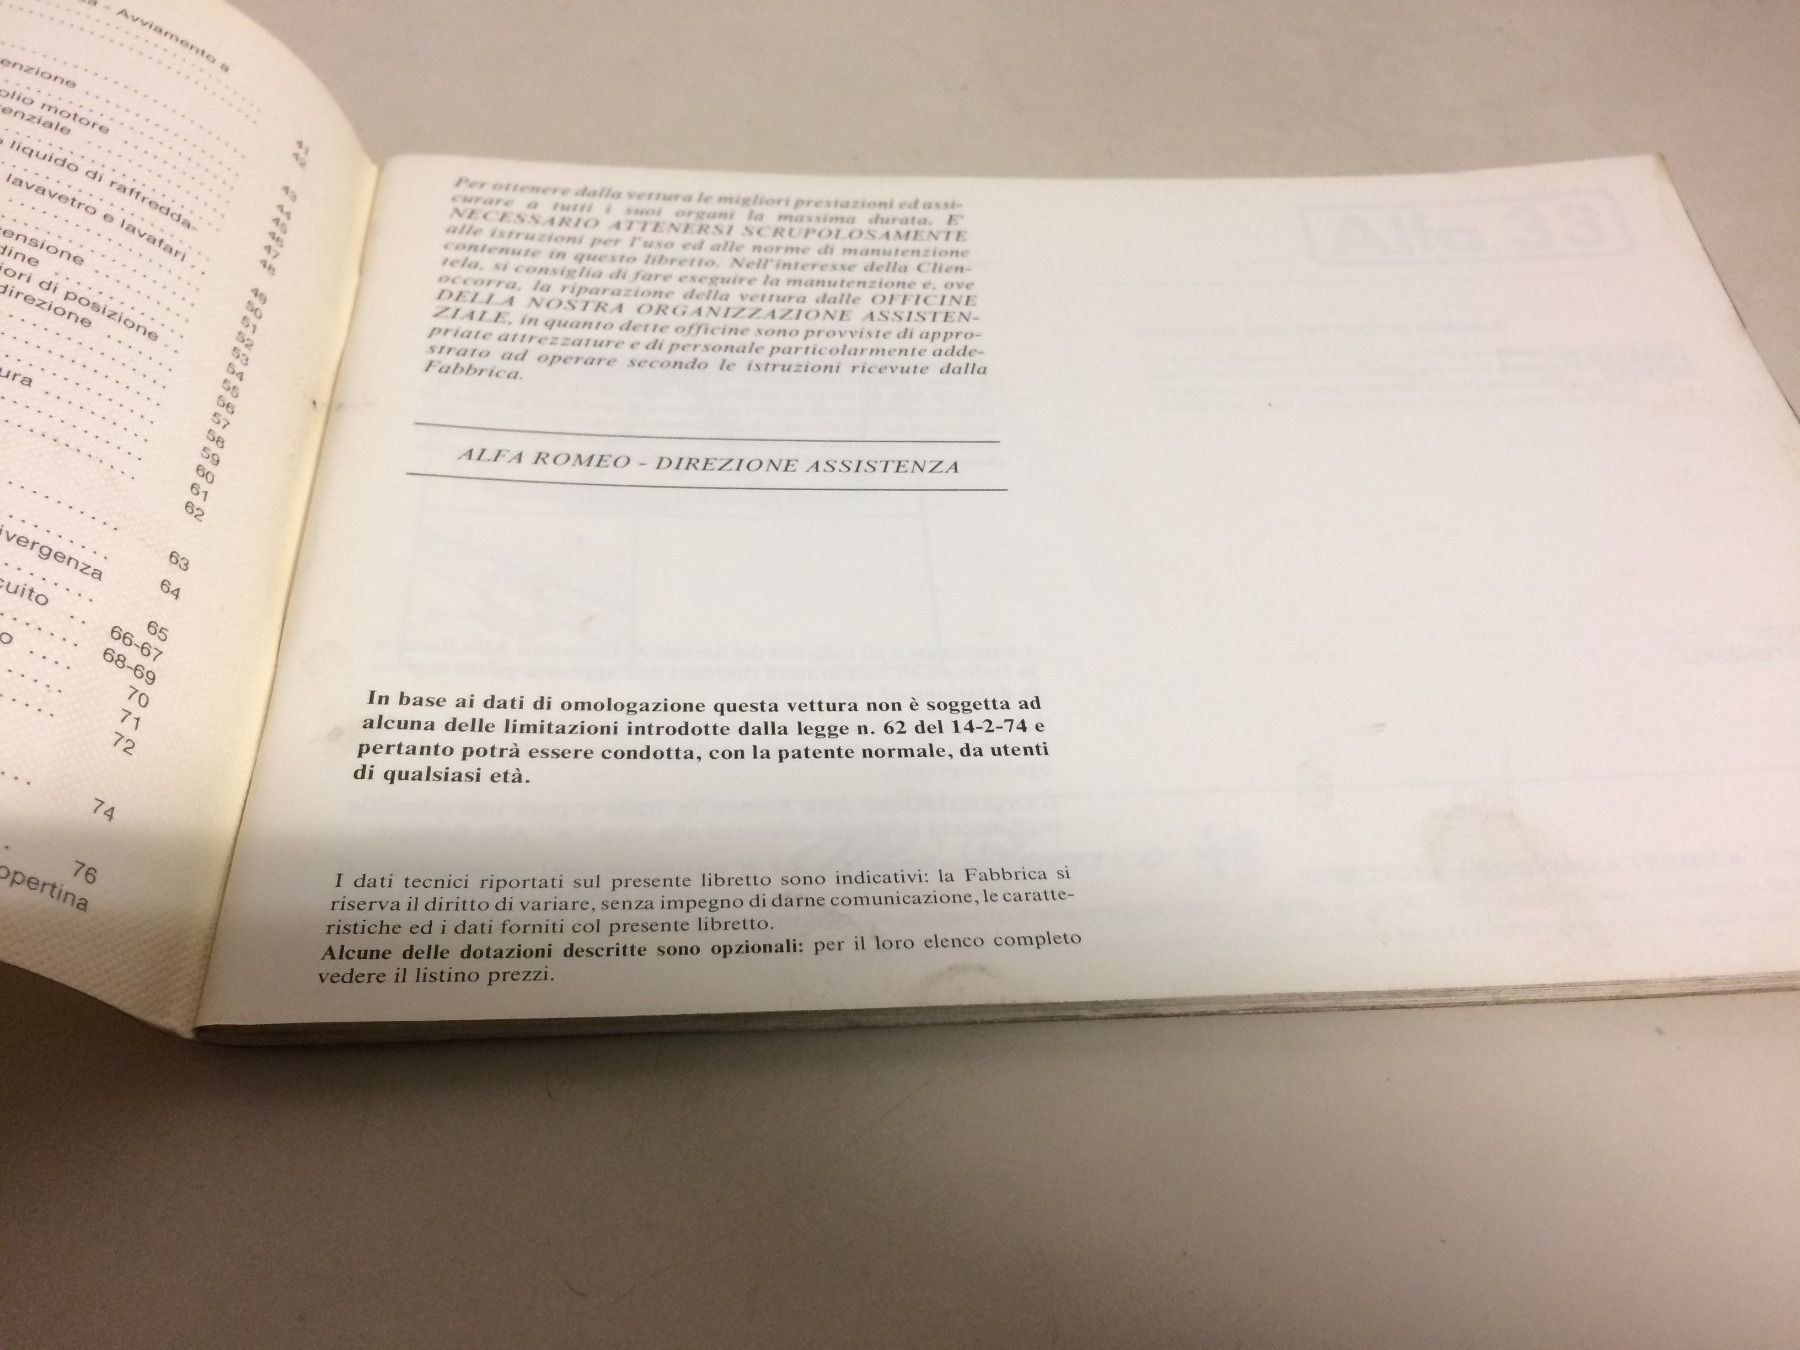 Avviamento a
enzione
olio motore
enziale
liquido di raffredda-
lavavetro e lavafari
ensione
dine
ori di posizione
direzione
ura
ivergenza
cuito
o
opertina
41
42
43
44
45
46
47
48
49
50
51
52
53
54
55
56
57
58
59
60
61
62
63
64
65
66-67
68-69
70
71
72
74
76
Per ottenere dalla vettura le migliori prestazioni ed assi-
curare a tutti i suoi organi la massima durata, E'
NECESSARIO ATTENERSI SCRUPOLOSAMENTE
alle istruzioni per l'uso ed alle norme di manutenzione
contenute in questo libretto. Nell'interesse della Clien-
tela, si consiglia di fare eseguire la manutenzione e, ove
occorra, la riparazione della vettura dalle OFFICINE
DELLA NOSTRA ORGANIZZAZIONE ASSISTEN-
ZIALE, in quanto dette officine sono provviste di appro-
priate attrezzature e di personale particolarmente adde-
strato ad operare secondo le istruzioni ricevute dalla
Fabbrica.
ALFA ROMEO - DIREZIONE ASSISTENZA
In base ai dati di omologazione questa vettura non è soggetta ad
alcuna delle limitazioni introdotte dalla legge n. 62 del 14-2-74 e
pertanto potrà essere condotta, con la patente normale, da utenti
di qualsiasi età.
I dati tecnici riportati sul presente libretto sono indicativi: la Fabbrica si
riserva il diritto di variare, senza impegno di darne comunicazione, le caratte-
ristiche ed i dati forniti col presente libretto.
Alcune delle dotazioni descritte sono opzionali: per il loro elenco completo
vedere il listino prezzi.